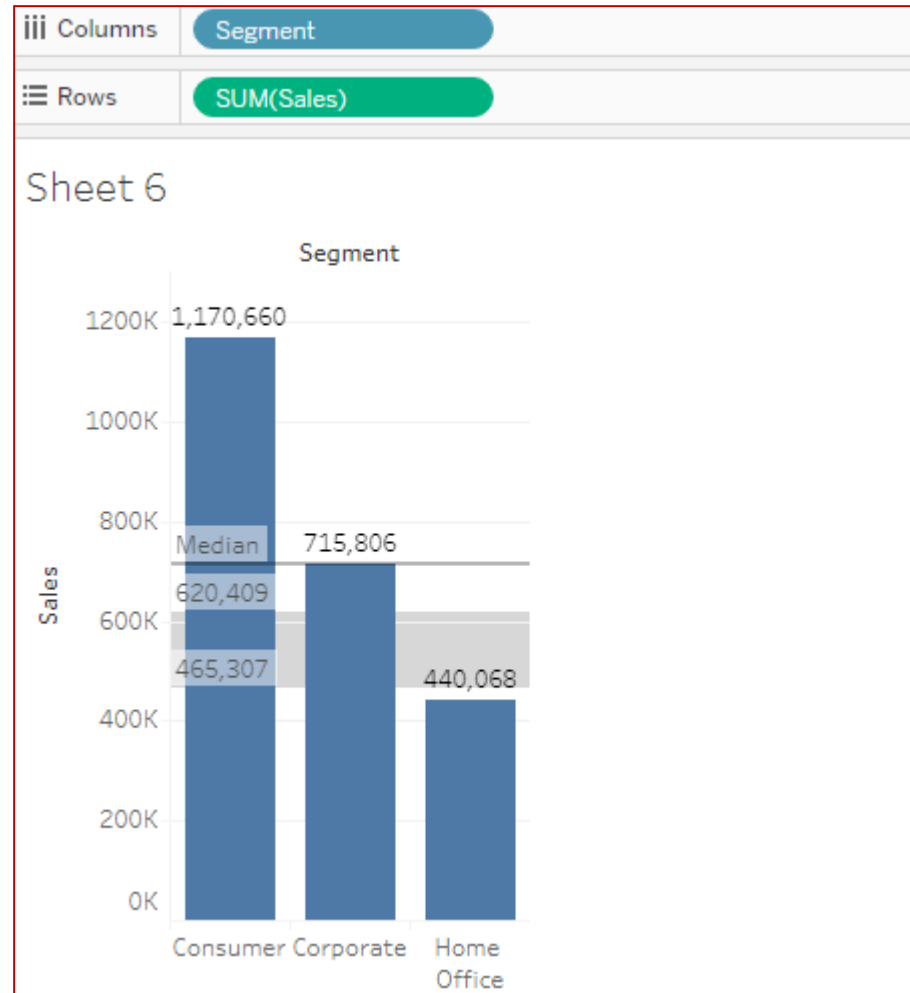 Columns Segment
Rows SUM(Sales)
Sheet 6
Segment
1200K 1,170,660
1000K
800K
Median 715,806
620,409
600K
465,307 440,068
400K
200K
0K
Sales
Consumer Corporate Home
Office